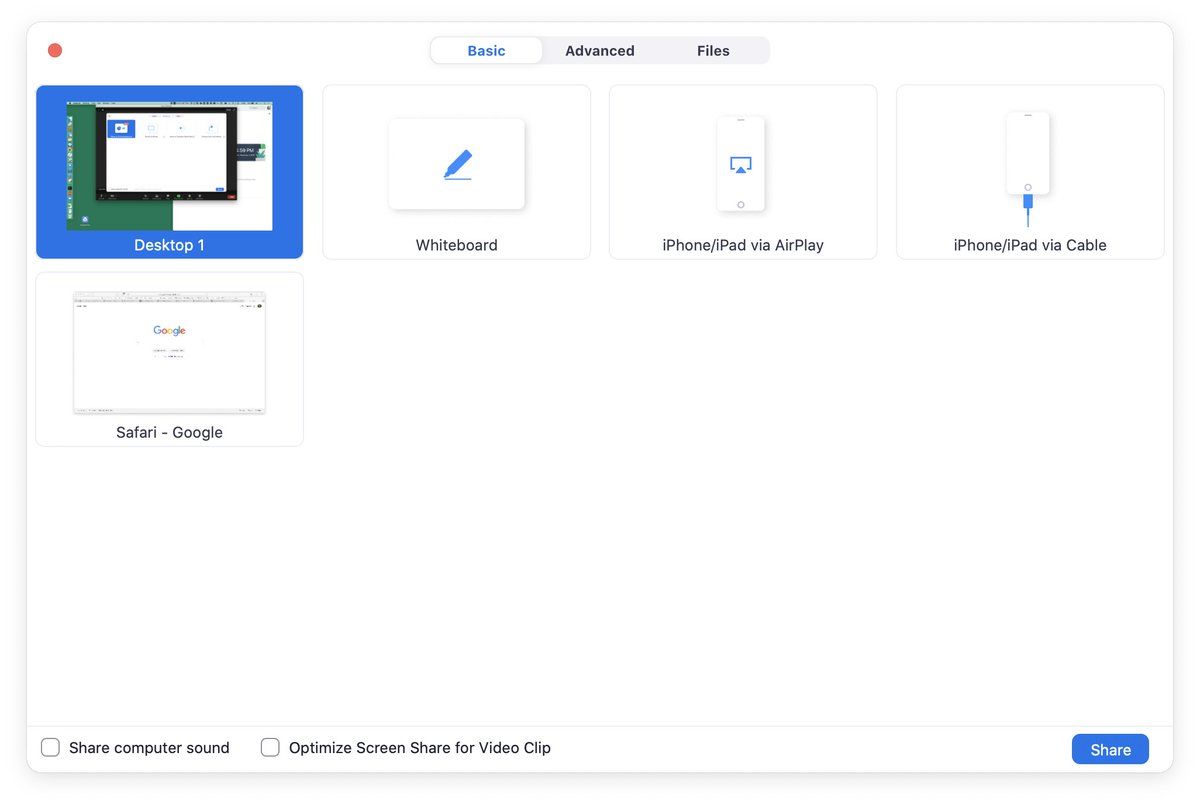 Basic
Advanced
Files
Desktop 1
Whiteboard
iPhone/iPad via AirPlay
iPhone/iPad via Cable
Google
Safari - Google
Share computer sound
Optimize Screen Share for Video Clip
Share